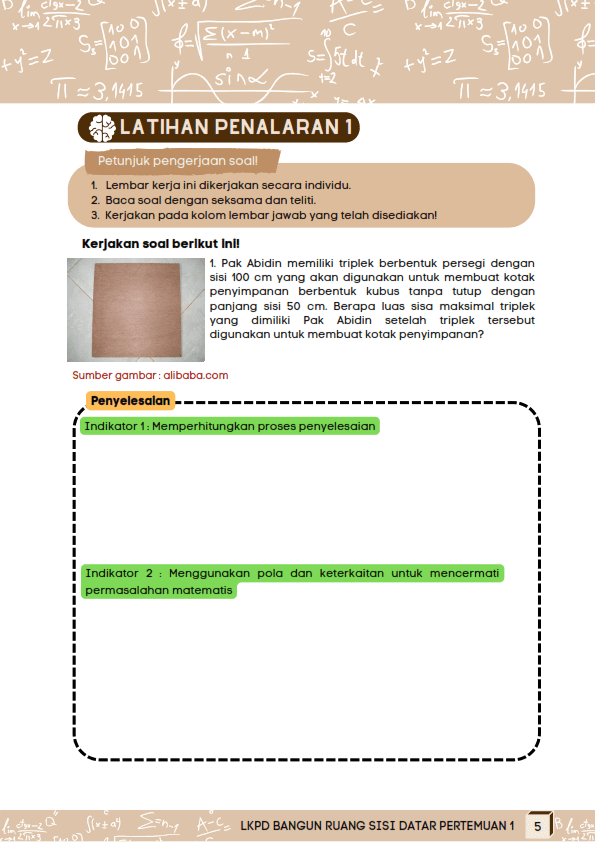 π ≈ 3,1415
sin α
π ≈ 3,1415
LATIHAN PENALARAN 1
Petunjuk pengerjaan soal!
1. Lembar kerja ini dikerjakan secara individu.
2. Baca soal dengan seksama dan teliti.
3. Kerjakan pada kolom lembar jawab yang telah disediakan!
Kerjakan soal berikut ini!
1. Pak Abidin memiliki triplek berbentuk persegi dengan
sisi 100 cm yang akan digunakan untuk membuat kotak
penyimpanan berbentuk kubus tanpa tutup dengan
panjang sisi 50 cm. Berapa luas sisa maksimal triplek
yang dimiliki Pak Abidin setelah triplek tersebut
digunakan untuk membuat kotak penyimpanan?
Sumber gambar : alibaba.com
Penyelesaian
Indikator 1 : Memperhitungkan proses penyelesaian
Indikator 2 : Menggunakan pola dan keterkaitan untuk mencermati
permasalahan matematis
LKPD BANGUN RUANG SISI DATAR PERTEMUAN 1 5